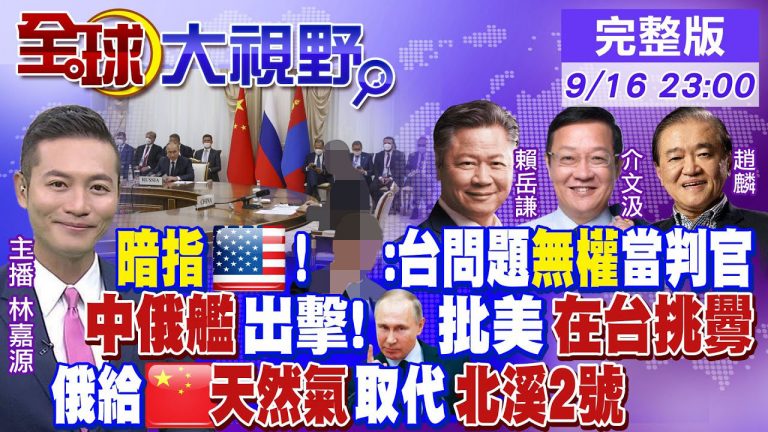 全球大視野
完整版
9/16 23:00
RUSSIA
CHINA
賴岳謙
介文汲
趙麟
主播 林嘉源
暗指 ! :台問題無權當判官
中俄艦出擊! 批美在台挑釁
俄給 天然氣取代北溪2號